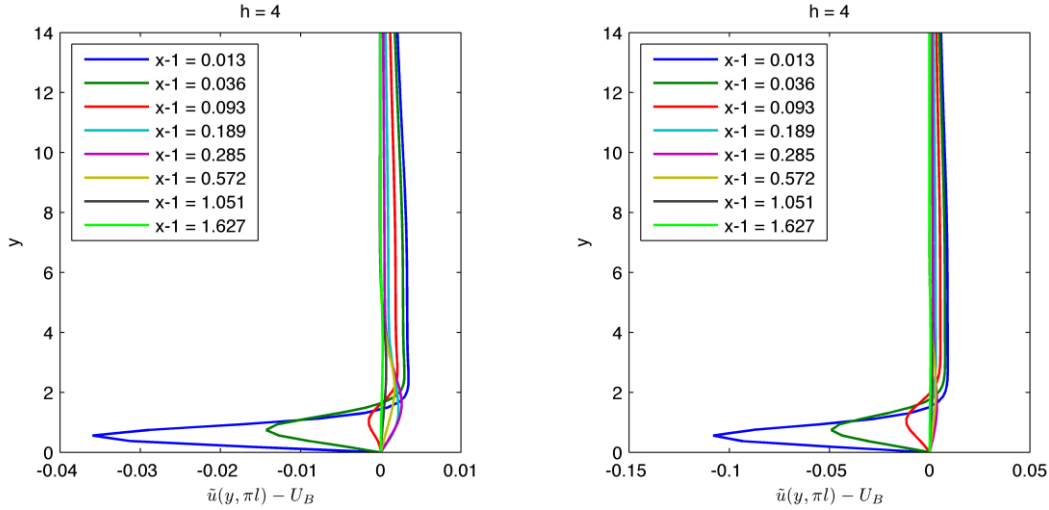 h = 4
14
12
10
8
6
4
2
0
y
x-1 = 0.013
x-1 = 0.036
x-1 = 0.093
x-1 = 0.189
x-1 = 0.285
x-1 = 0.572
x-1 = 1.051
x-1 = 1.627
-0.04 -0.03 -0.02 -0.01 0 0.01
ũ(y, πl) − U_B
h = 4
14
12
10
8
6
4
2
0
y
x-1 = 0.013
x-1 = 0.036
x-1 = 0.093
x-1 = 0.189
x-1 = 0.285
x-1 = 0.572
x-1 = 1.051
x-1 = 1.627
-0.15 -0.1 -0.05 0 0.05
ũ(y, πl) − U_B